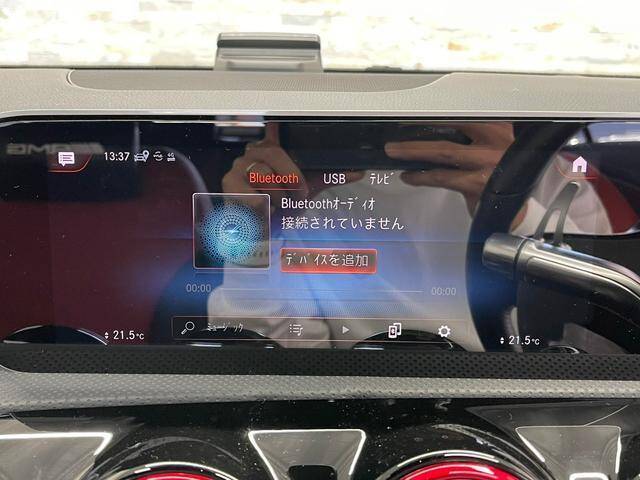 13:37
Bluetooth USB テレビ
Bluetoothオーディオ
接続されていません
デバイスを追加
00:00 00:00
21.5℃ ミュージック 21.5℃
AMG